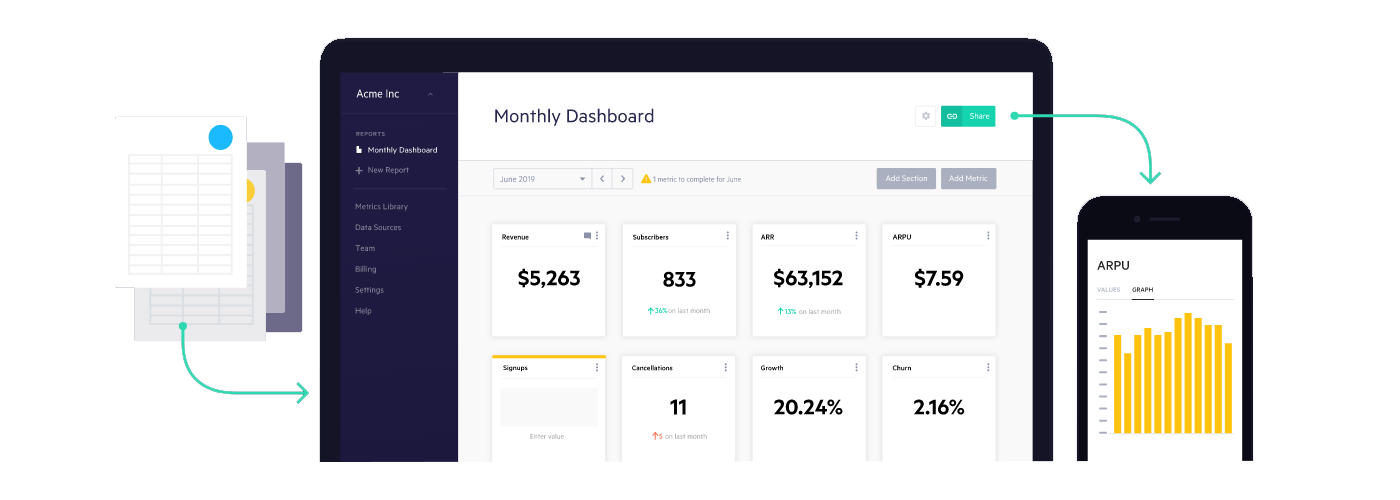 Acme Inc
REPORTS
Monthly Dashboard
New Report
Metrics Library
Data Sources
Team
Billing
Settings
Help
Monthly Dashboard
Share
June 2019
1 metric to complete for June
Add Section
Add Metric
Revenue
$5,263
Subscribers
833
36% on last month
ARR
$63,152
13% on last month
ARPU
$7.59
Signups
Enter value
Cancellations
11
5 on last month
Growth
20.24%
Churn
2.16%
ARPU
VALUES GRAPH